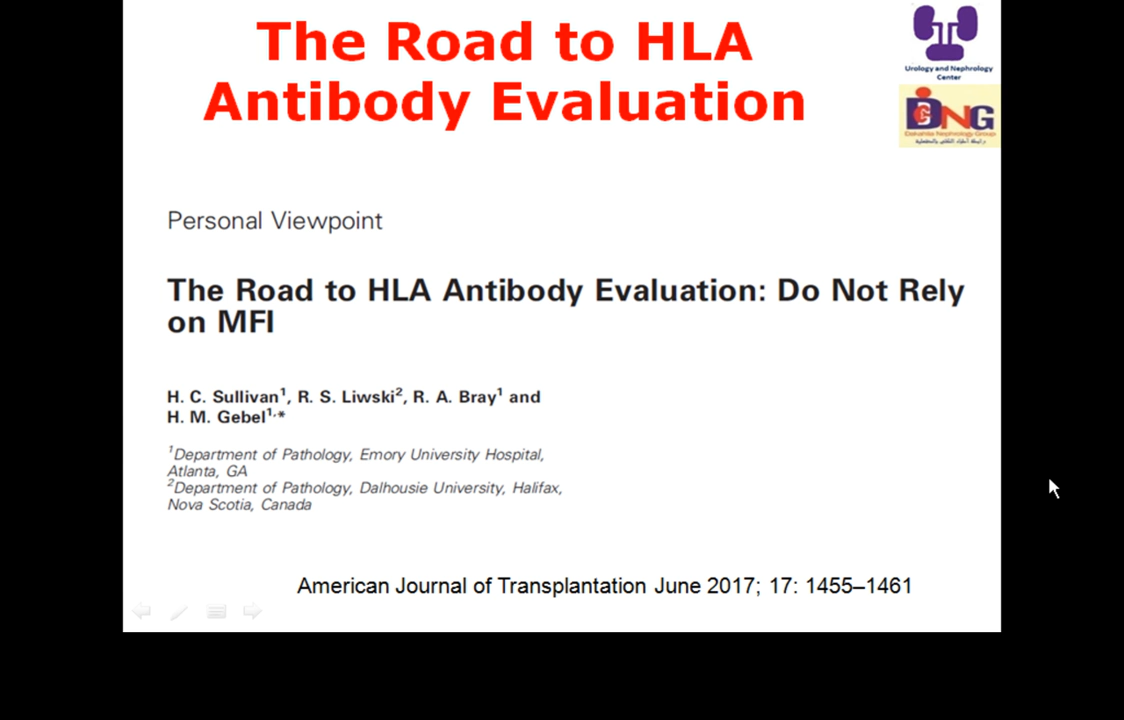 The Road to HLA
Antibody Evaluation
Urology and Nephrology
Center
DNG
Personal Viewpoint
The Road to HLA Antibody Evaluation: Do Not Rely
on MFI
H. C. Sullivan¹, R. S. Liwski², R. A. Bray¹ and
H. M. Gebel¹,*
¹Department of Pathology, Emory University Hospital,
Atlanta, GA
²Department of Pathology, Dalhousie University, Halifax,
Nova Scotia, Canada
American Journal of Transplantation June 2017; 17: 1455–1461